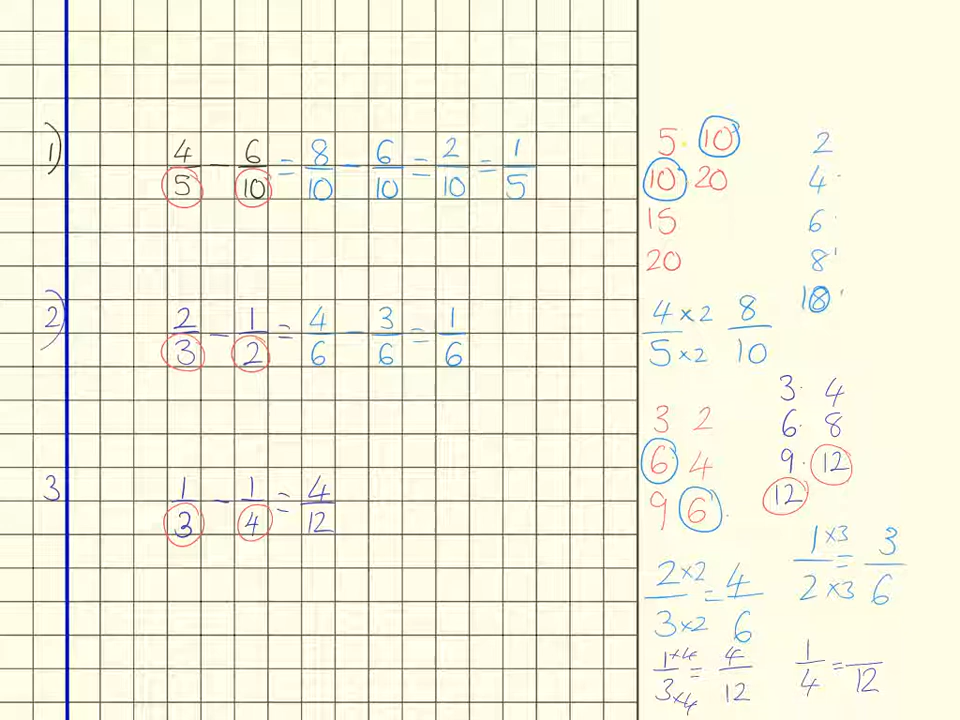 1) 4/5 - 6/10 = 8/10 - 6/10 = 2/10 = 1/5
2) 2/3 - 1/2 = 4/6 - 3/6 = 1/6
3 1/3 - 1/4 = 4/12
5 10 2
10 20 4
15 6
20 8
10
4 ×2 8
5 ×2 10
3 4
6 8
9 12
12
3 2
6 4
9 6
1 ×3 = 3
2 ×3 6
2 ×2 = 4
3 ×2 6
1 ×4 = 4
3 ×4 12
1/4 = /12